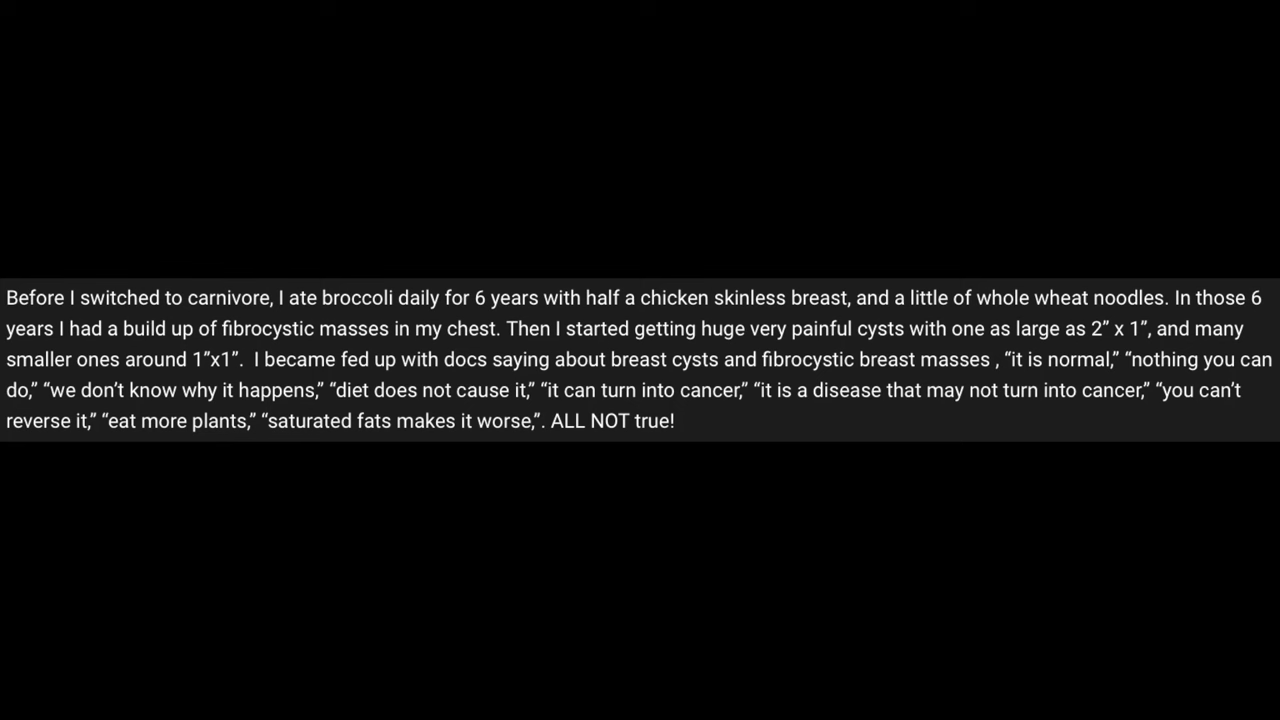 Before I switched to carnivore, I ate broccoli daily for 6 years with half a chicken skinless breast, and a little of whole wheat noodles. In those 6
years I had a build up of fibrocystic masses in my chest. Then I started getting huge very painful cysts with one as large as 2” x 1”, and many
smaller ones around 1”x1”.  I became fed up with docs saying about breast cysts and fibrocystic breast masses , “it is normal,” “nothing you can
do,” “we don’t know why it happens,” “diet does not cause it,” “it can turn into cancer,” “it is a disease that may not turn into cancer,” “you can’t
reverse it,” “eat more plants,” “saturated fats makes it worse,”. ALL NOT true!